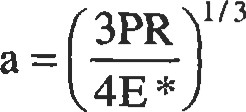 a = (3PR / 4E *)^1/3